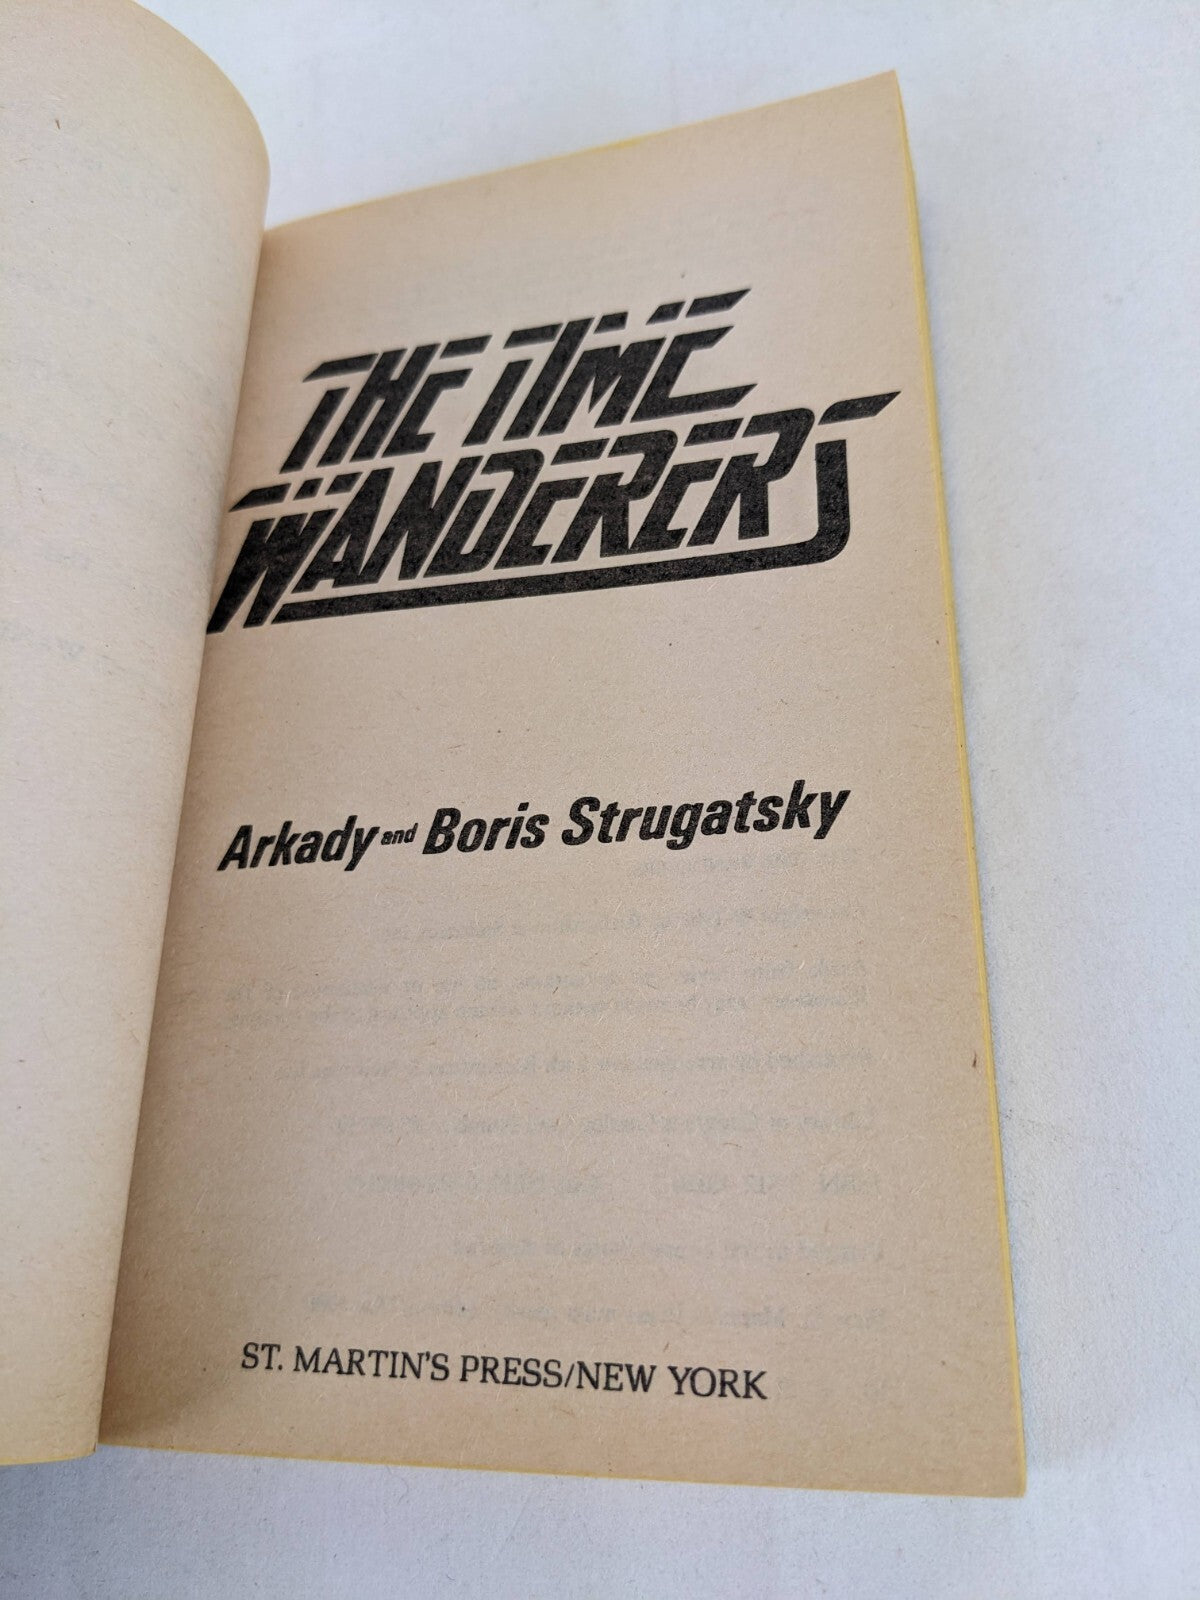 THE TIME
WANDERERS
Arkady and Boris Strugatsky
ST. MARTIN'S PRESS/NEW YORK